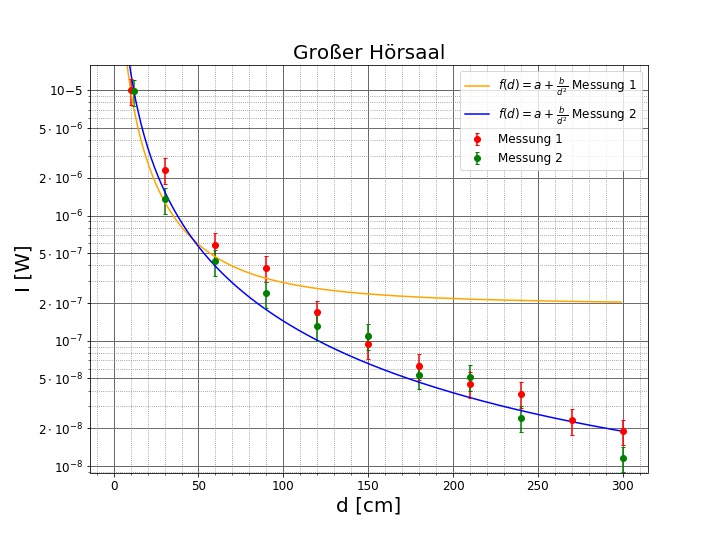 Großer Hörsaal
10−5
5·10⁻⁶
2·10⁻⁶
10⁻⁶
5·10⁻⁷
2·10⁻⁷
10⁻⁷
5·10⁻⁸
2·10⁻⁸
10⁻⁸
I [W]
f(d) = a + b/d² Messung 1
f(d) = a + b/d² Messung 2
Messung 1
Messung 2
0 50 100 150 200 250 300
d [cm]